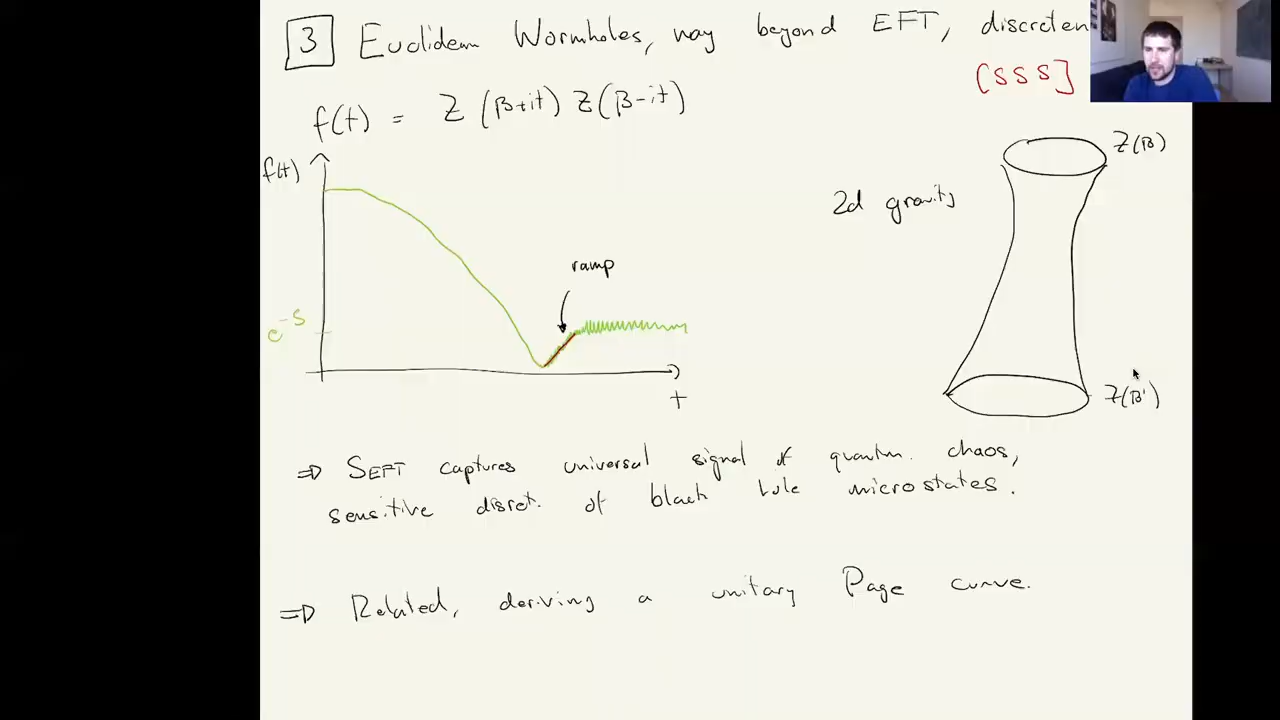 3 Euclidean Wormholes, way beyond EFT, discreten
[SSS]
f(t) = Z(β+it) Z(β-it)
f(t)
Z(β)
2d gravity
ramp
e^-S
t
Z(β')
⇒ SEFT captures universal signal of quantum. chaos,
sensitive discret. of black hole microstates.
⇒ Related, deriving a unitary Page curve.